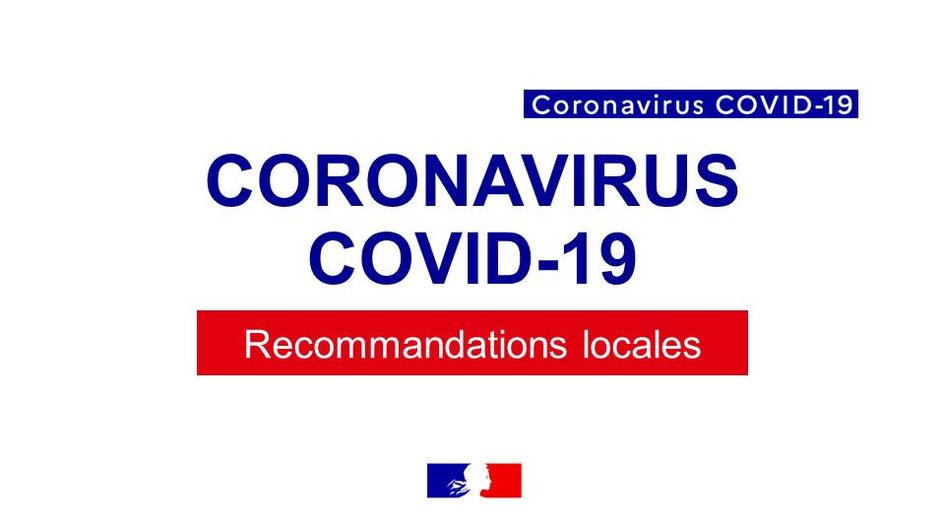 Coronavirus COVID-19
CORONAVIRUS
COVID-19
Recommandations locales